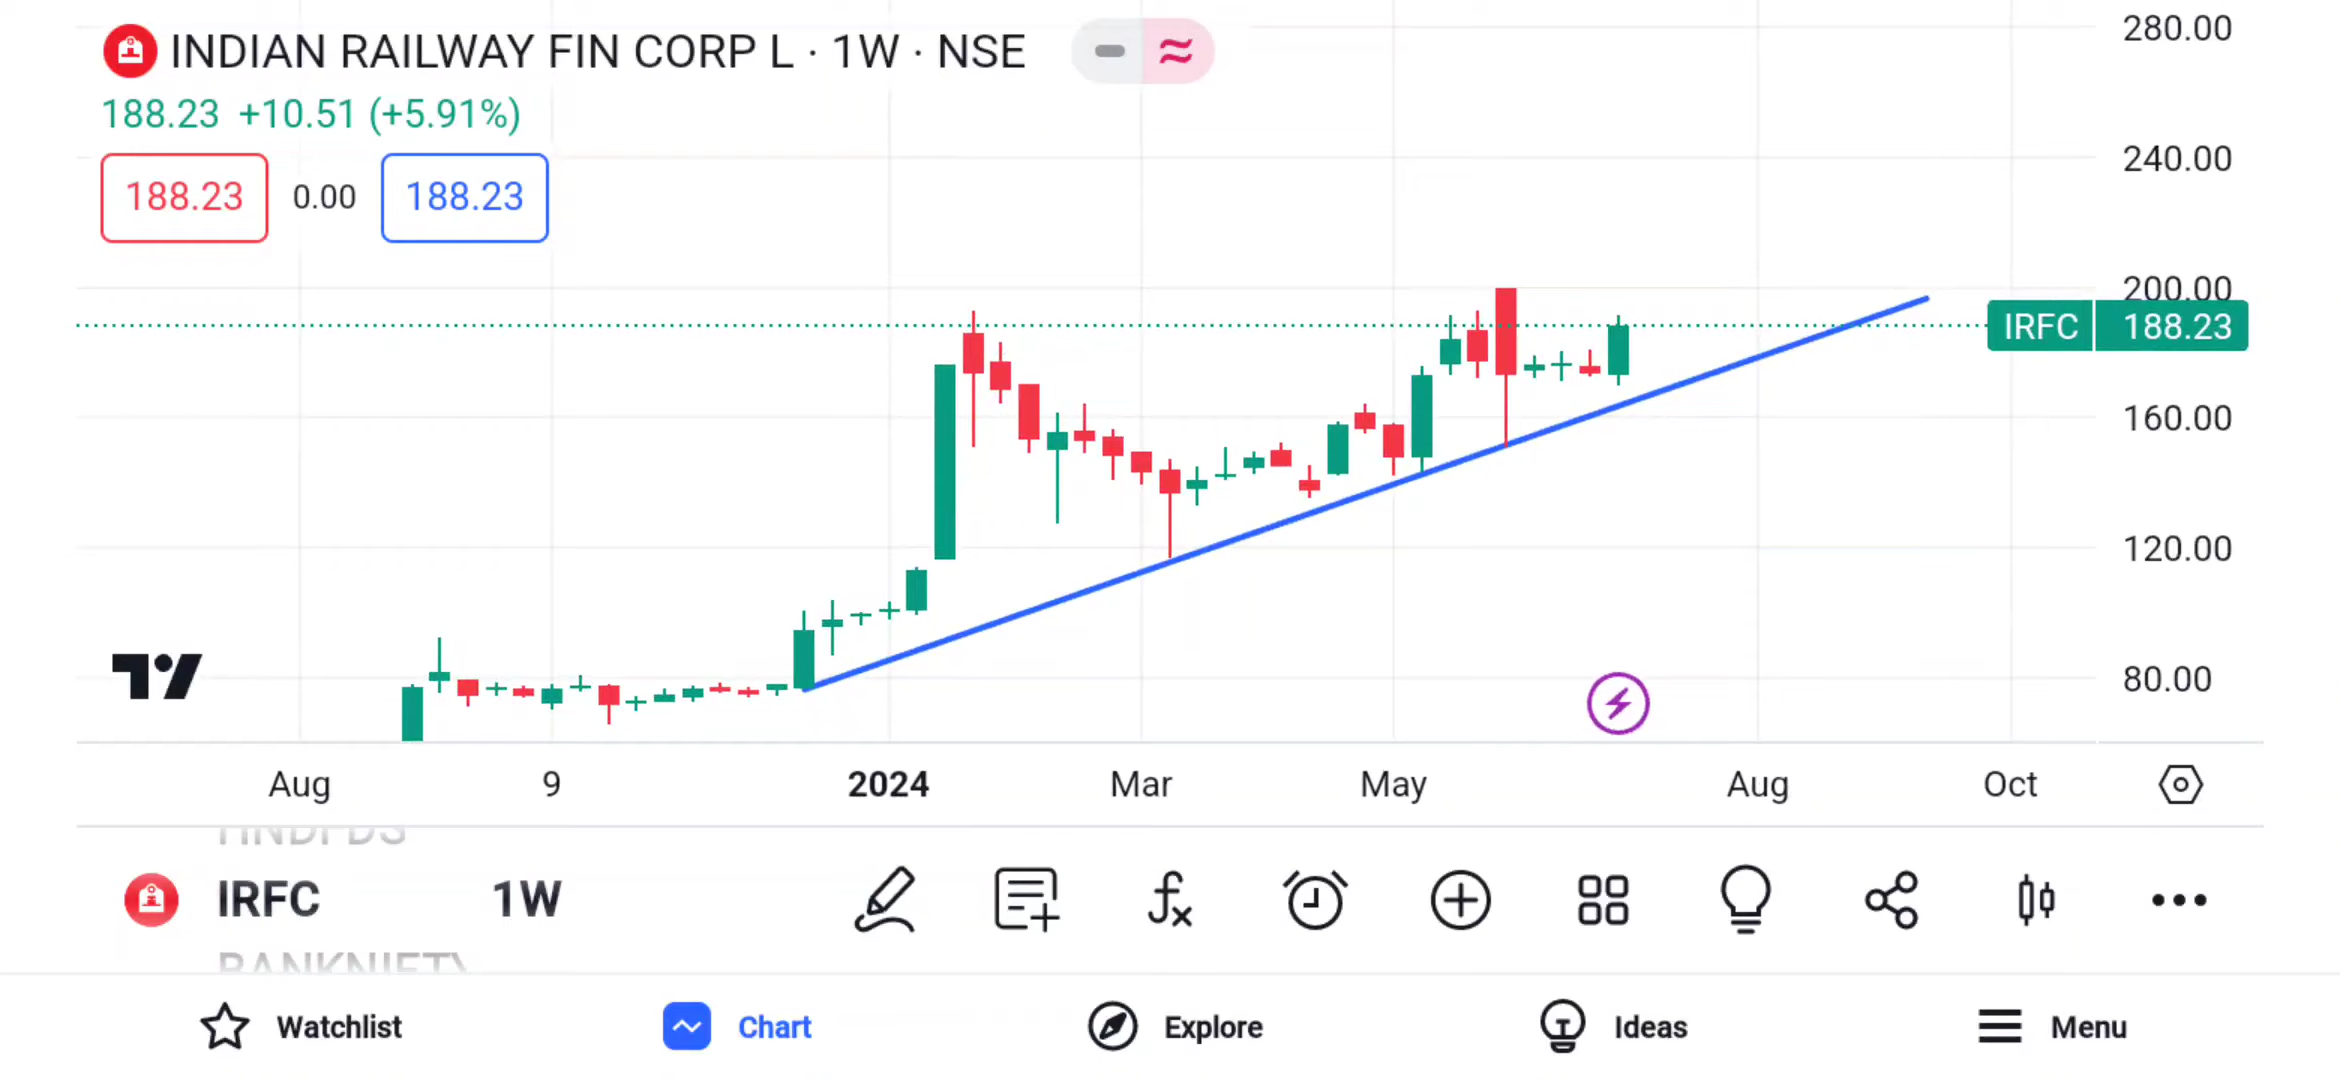 INDIAN RAILWAY FIN CORP L · 1W · NSE
188.23 +10.51 (+5.91%)
188.23 0.00 188.23
280.00
240.00
200.00
IRFC 188.23
160.00
120.00
80.00
Aug 9 2024 Mar May Aug Oct
IRFC 1W
BANKNIFTY
Watchlist Chart Explore Ideas Menu